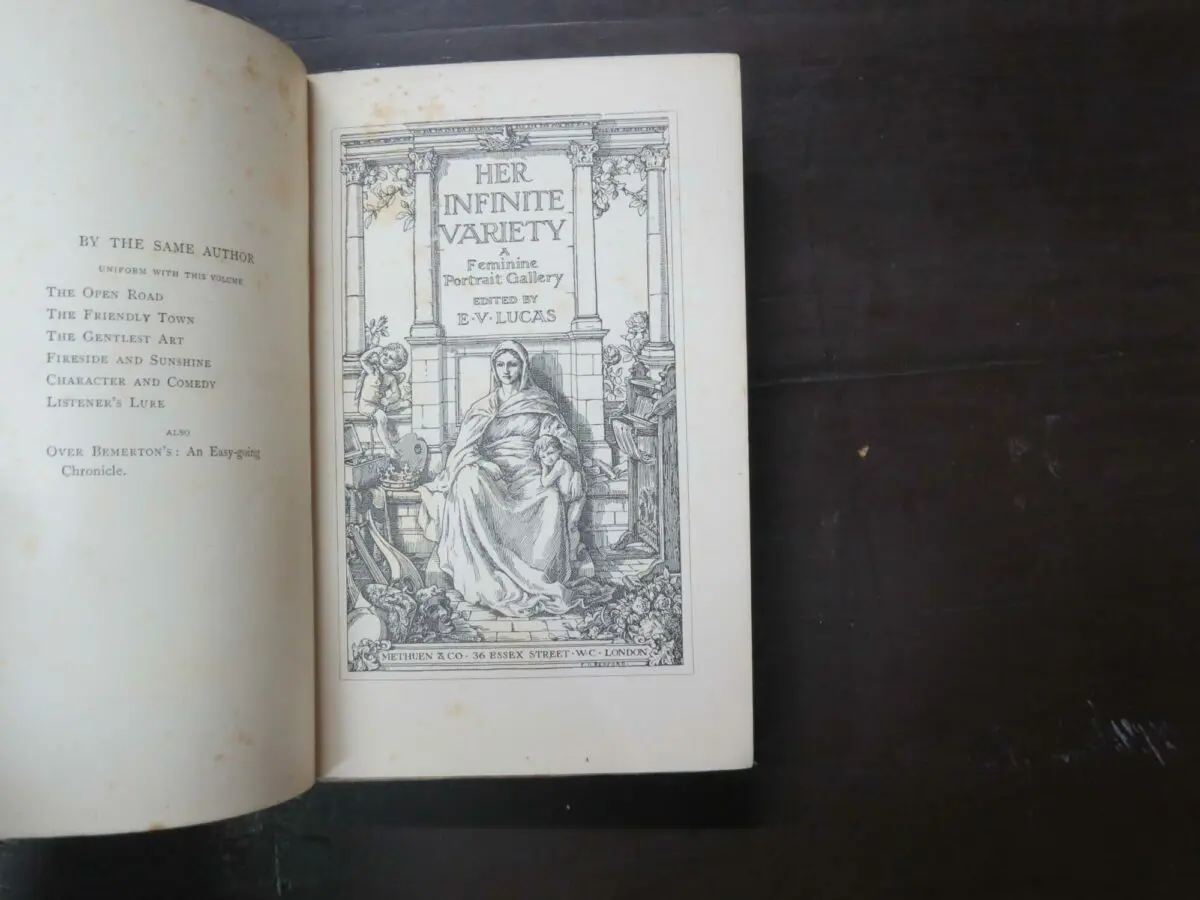 BY THE SAME AUTHOR
UNIFORM WITH THIS VOLUME
THE OPEN ROAD
THE FRIENDLY TOWN
THE GENTLEST ART
FIRESIDE AND SUNSHINE
CHARACTER AND COMEDY
LISTENER'S LURE
ALSO
OVER BEMERTON'S: An Easy-going
Chronicle.
HER
INFINITE
VARIETY
A
Feminine
Portrait Gallery
EDITED BY
E·V·LUCAS
METHUEN & CO · 36 ESSEX STREET · W·C · LONDON
F·D·BEDFORD